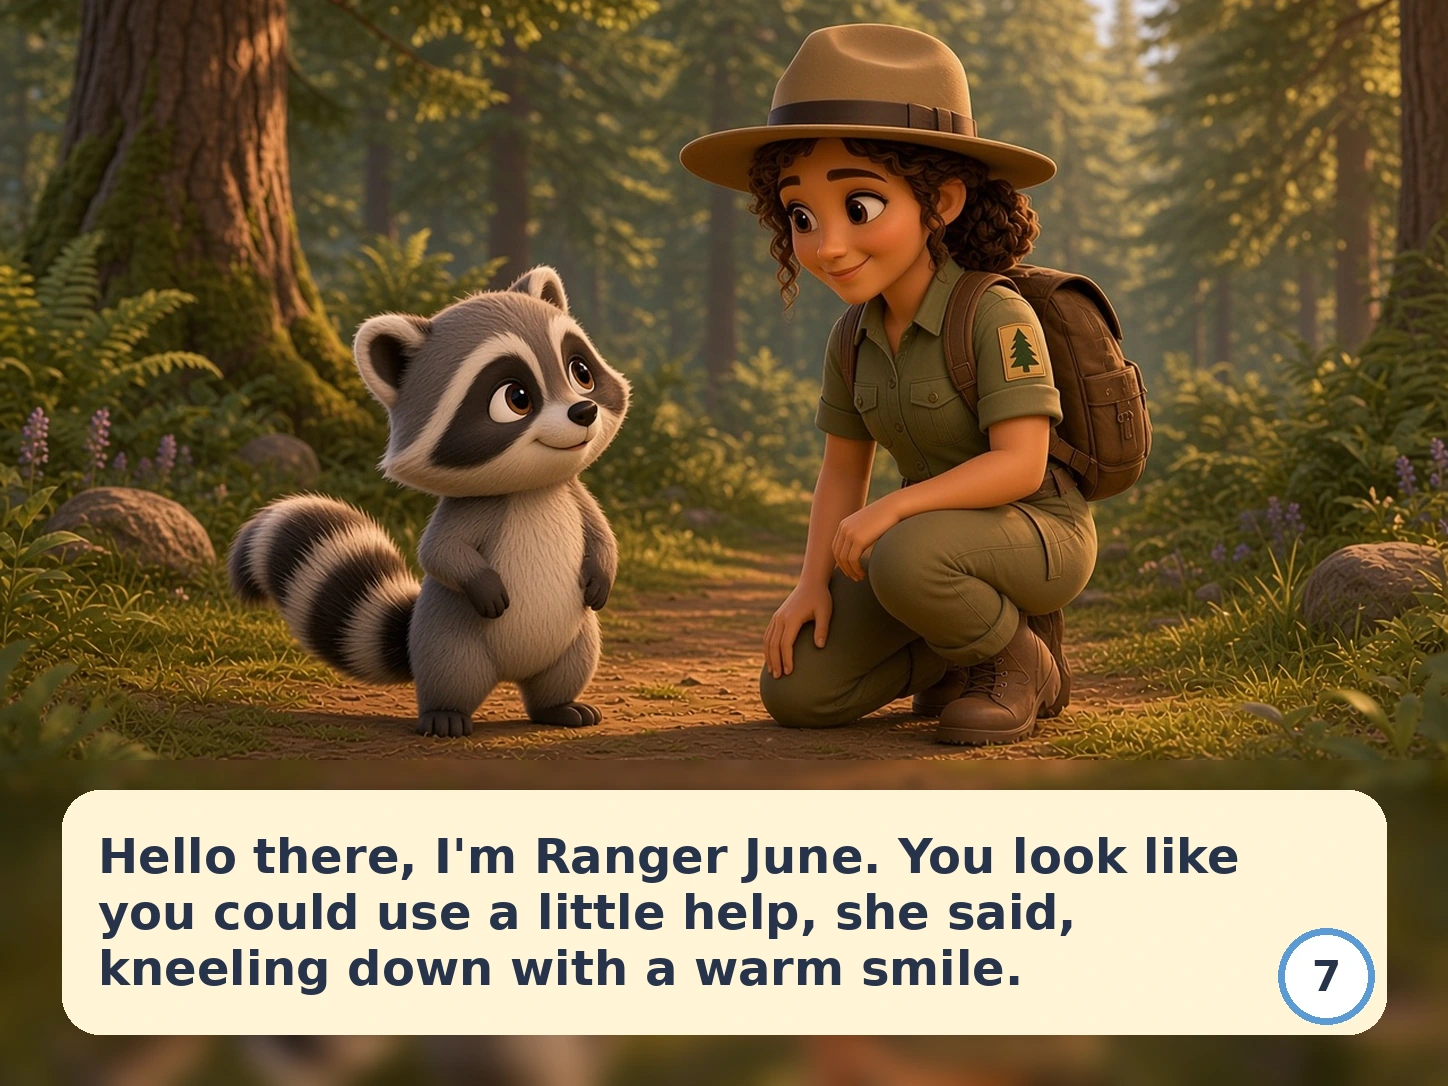 Hello there, I'm Ranger June. You look like
you could use a little help, she said,
kneeling down with a warm smile.
7